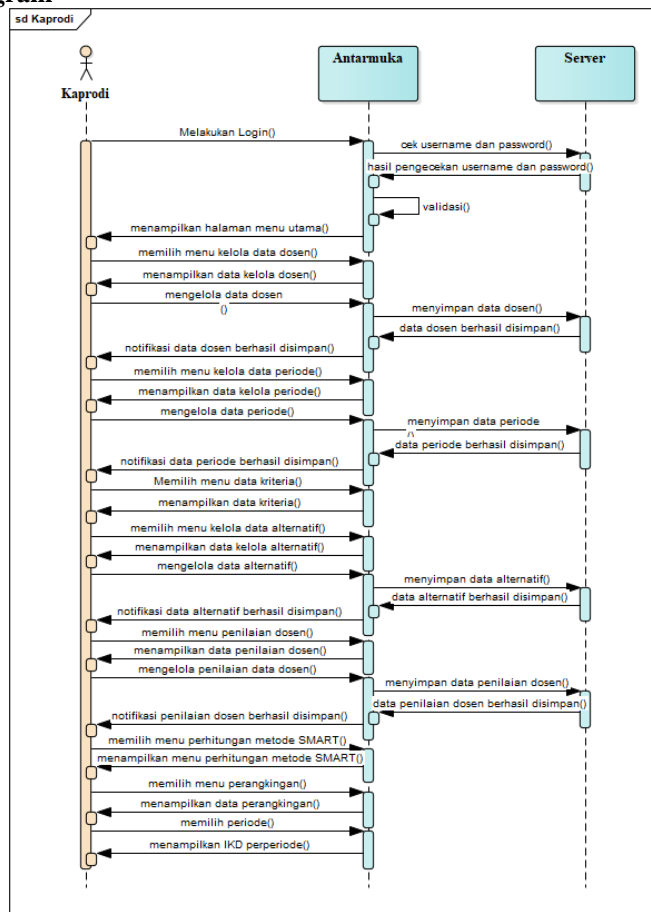 sd Kaprodi
Kaprodi
Antarmuka
Server
Melakukan Login()
cek username dan password()
hasil pengecekan username dan password()
validasi()
menampilkan halaman menu utama()
memilih menu kelola data dosen()
menampilkan data kelola dosen()
mengelola data dosen
()
menyimpan data dosen()
data dosen berhasil disimpan()
notifikasi data dosen berhasil disimpan()
memilih menu kelola data periode()
menampilkan data kelola periode()
mengelola data periode()
menyimpan data periode
()
data periode berhasil disimpan()
notifikasi data periode berhasil disimpan()
Memilih menu data kriteria()
menampilkan data kriteria()
memilih menu kelola data alternatif()
menampilkan data kelola alternatif()
mengelola data alternatif()
menyimpan data alternatif()
data alternatif berhasil disimpan()
notifikasi data alternatif berhasil disimpan()
memilih menu penilaian dosen()
menampilkan data penilaian dosen()
mengelola penilaian data dosen()
menyimpan data penilaian dosen()
data penilaian dosen berhasil disimpan()
notifikasi penilaian dosen berhasil disimpan()
memilih menu perhitungan metode SMART()
menampilkan menu perhitungan metode SMART()
memilih menu perangkingan()
menampilkan data perangkingan()
memilih periode()
menampilkan IKD perperiode()